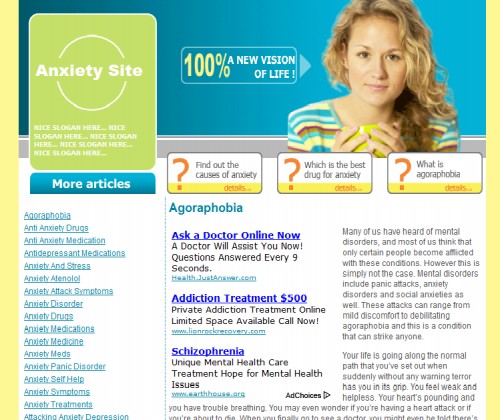 Anxiety Site
100% A NEW VISION
OF LIFE !
NICE SLOGAN HERE... NICE
SLOGAN HERE... NICE SLOGAN
HERE... NICE SLOGAN HERE...
NICE SLOGAN HERE...
Find out the
causes of anxiety
details...
Which is the best
drug for anxiety
details...
What is
agoraphobia
details...
More articles
Agoraphobia
Anti Anxiety Drugs
Anti Anxiety Medication
Antidepressant Medications
Anxiety And Stress
Anxiety Atenolol
Anxiety Attack Symptoms
Anxiety Disorder
Anxiety Drugs
Anxiety Medications
Anxiety Medicine
Anxiety Meds
Anxiety Panic Disorder
Anxiety Self Help
Anxiety Symptoms
Anxiety Treatments
Attacking Anxiety Depression
Agoraphobia
Ask a Doctor Online Now
A Doctor Will Assist You Now!
Questions Answered Every 9
Seconds.
Health.JustAnswer.com
Addiction Treatment $500
Private Addiction Treatment Online
Limited Space Available Call Now!
www.lionrockrecovery.com
Schizophrenia
Unique Mental Health Care
Treatment Hope for Mental Health
Issues
www.earthhouse.org
AdChoices
Many of us have heard of mental
disorders, and most of us think that
only certain people become afflicted
with these conditions. However this is
simply not the case. Mental disorders
include panic attacks, anxiety
disorders and social anxieties as
well. These attacks can range from
mild discomfort to debilitating
agoraphobia and this is a condition
that can strike anyone.
Your life is going along the normal
path that you've set out when
suddenly without any warning terror
has you in its grip. You feel weak and
helpless. Your heart's pounding and
you have trouble breathing. You may even wonder if you're having a heart attack or if
you're about to die. When you finally go to see a doctor, you might even be told there's